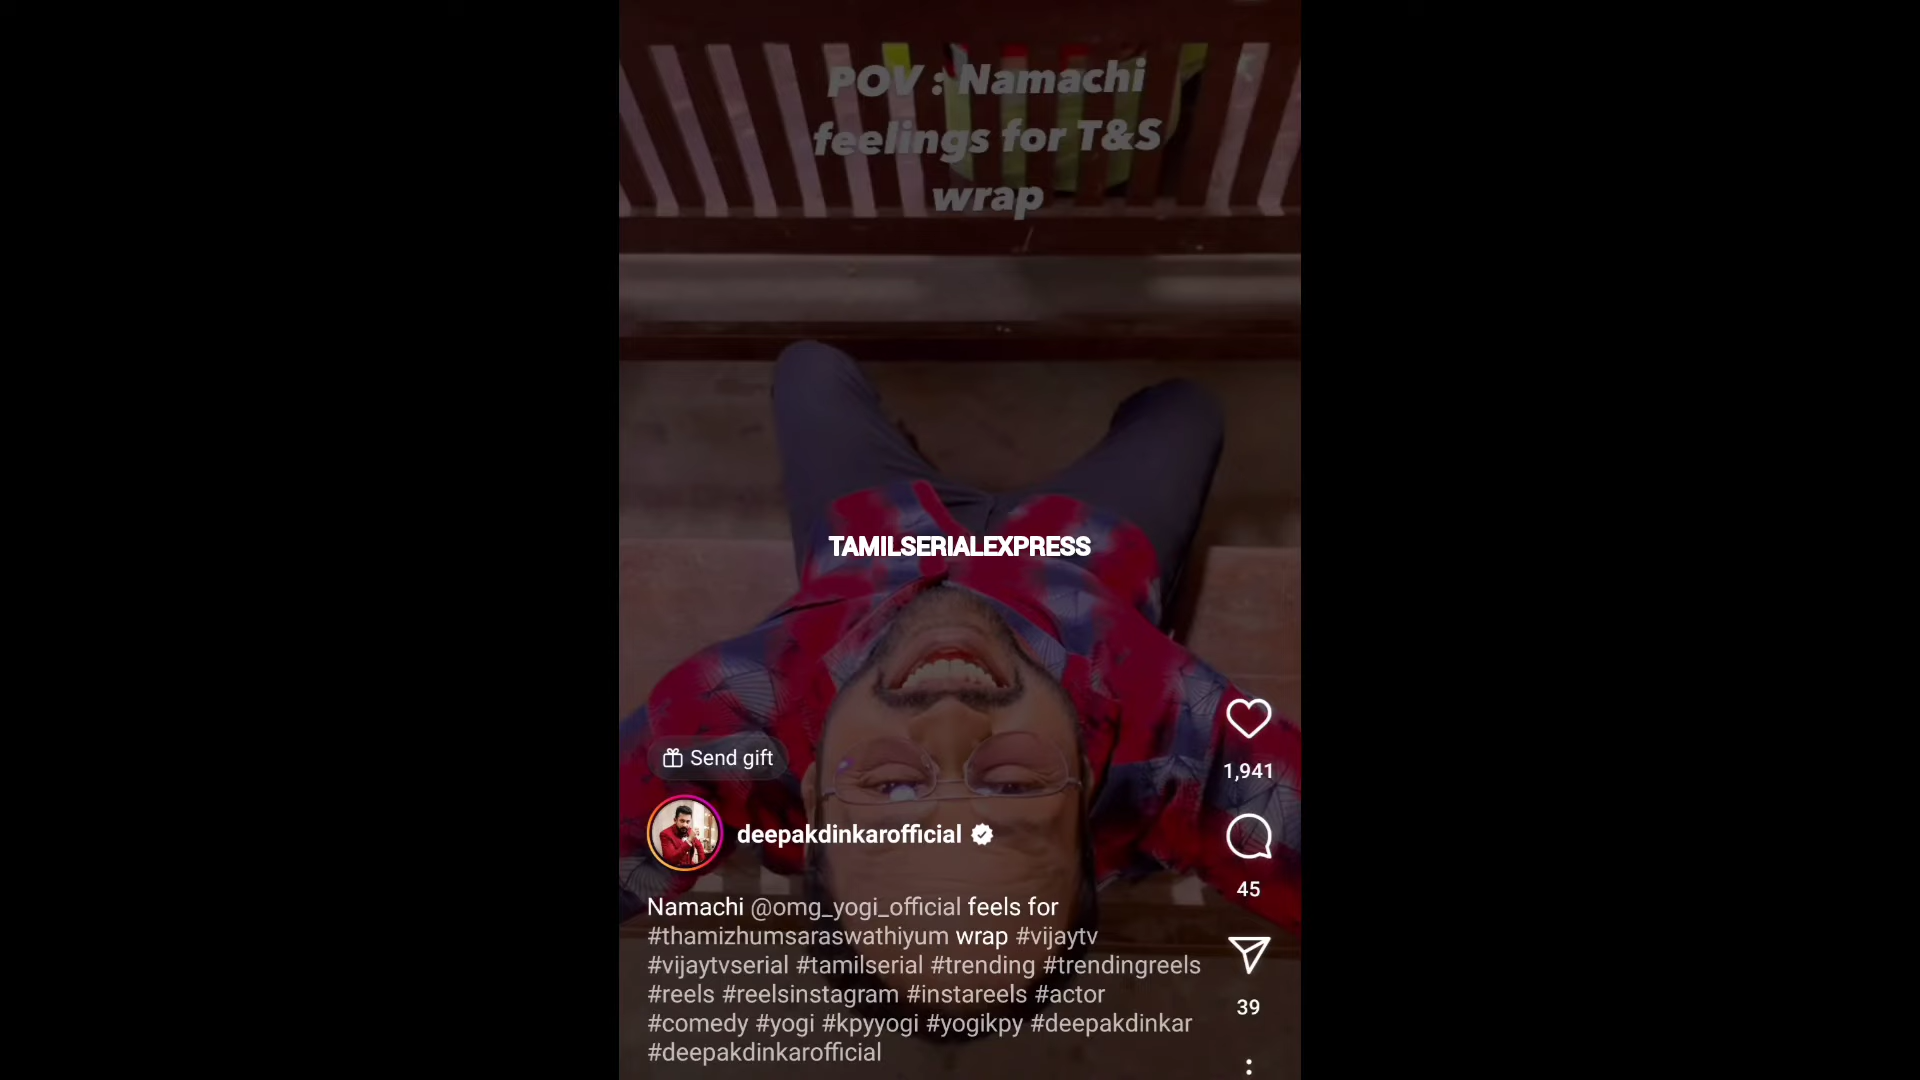 POV : Namachi
feelings for T&S
wrap
TAMILSERIALEXPRESS
Send gift
1,941
deepakdinkarofficial
45
Namachi @omg_yogi_official feels for
#thamizhumsaraswathiyum wrap #vijaytv
#vijaytvserial #tamilserial #trending #trendingreels
#reels #reelsinstagram #instareels #actor
#comedy #yogi #kpyyogi #yogikpy #deepakdinkar
#deepakdinkarofficial
39